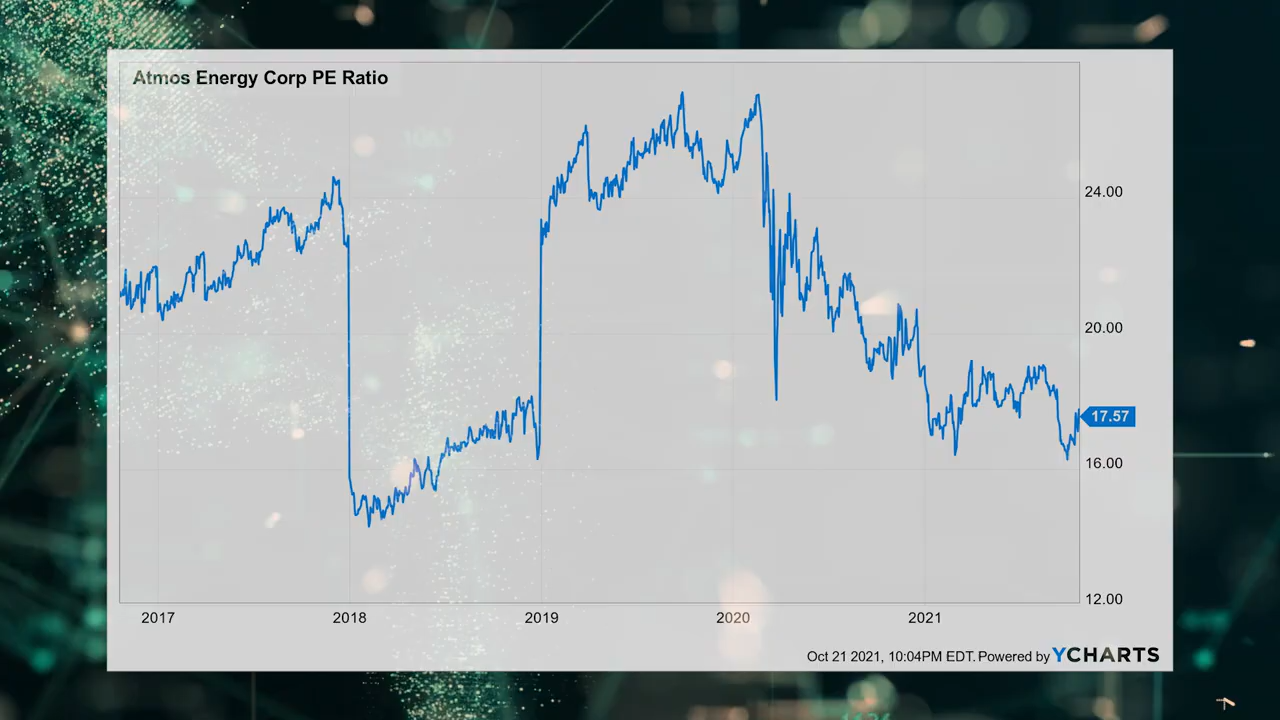 Atmos Energy Corp PE Ratio
24.00
20.00
17.57
16.00
12.00
2017 2018 2019 2020 2021
Oct 21 2021, 10:04PM EDT. Powered by YCHARTS